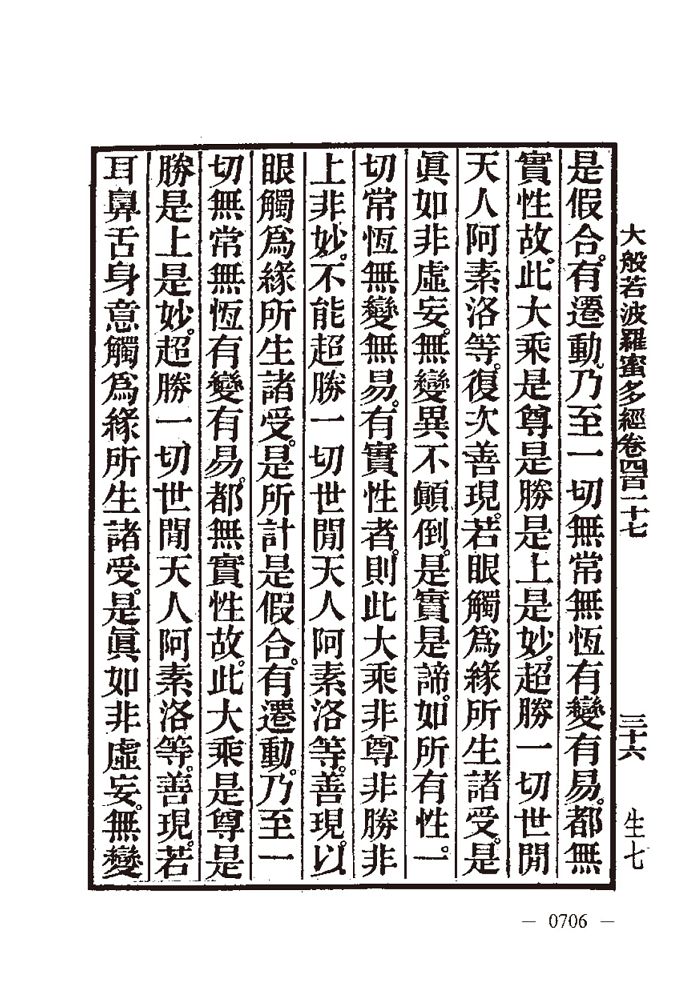 大般若波羅蜜多經卷四百二十七　三十六　生七
是假合。有遷動。乃至一切無常無恆有變有易。都無
實性故。此大乘是尊是勝是上是妙。超勝一切世閒
天人阿素洛等。復次善現。若眼觸爲緣所生諸受。是
眞如非虛妄。無變異不顚倒。是實是諦。如所有性。一
切常恆無變無易。有實性者。則此大乘非尊非勝非
上非妙。不能超勝一切世閒天人阿素洛等。善現。以
眼觸爲緣所生諸受。是所計是假合。有遷動。乃至一
切無常無恆有變有易。都無實性故。此大乘是尊是
勝是上是妙。超勝一切世閒天人阿素洛等。善現。若
耳鼻舌身意觸爲緣所生諸受。是眞如非虛妄。無變
— 0706 —